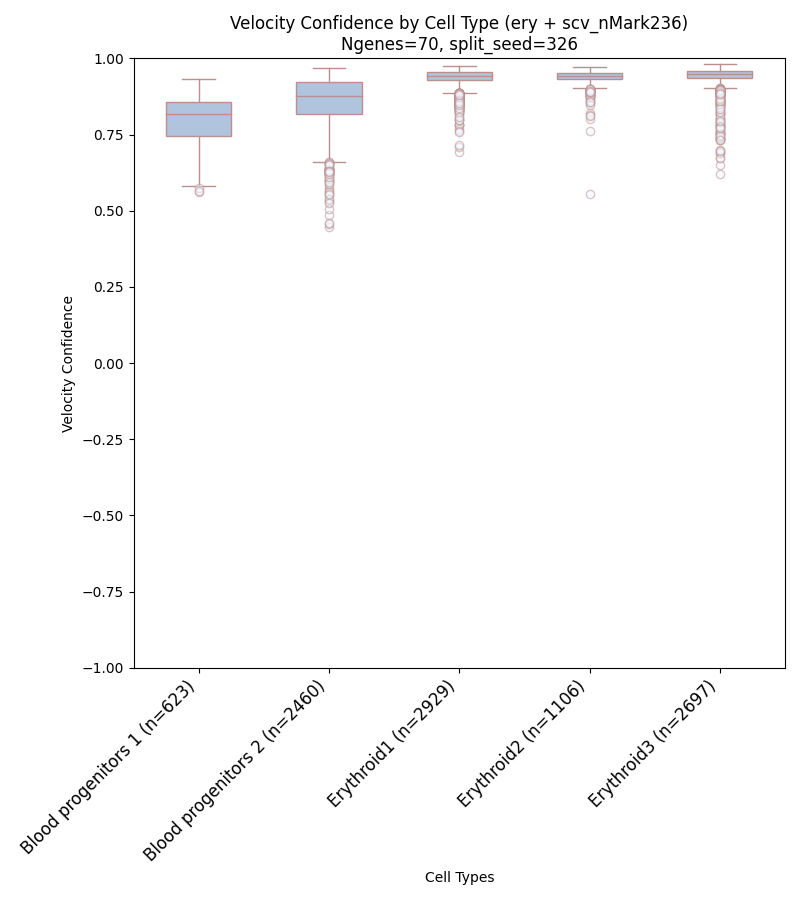 Velocity Confidence by Cell Type (ery + scv_nMark236)
Ngenes=70, split_seed=326
1.00
0.75
0.50
0.25
0.00
−0.25
−0.50
−0.75
−1.00
Velocity Confidence
Blood progenitors 1 (n=623)
Blood progenitors 2 (n=2460)
Erythroid1 (n=2929)
Erythroid2 (n=1106)
Erythroid3 (n=2697)
Cell Types